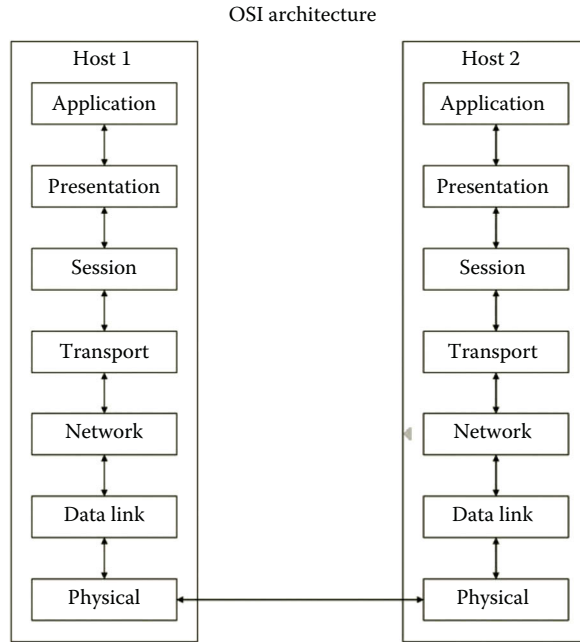 OSI architecture
Host 1
Application
Presentation
Session
Transport
Network
Data link
Physical
Host 2
Application
Presentation
Session
Transport
Network
Data link
Physical